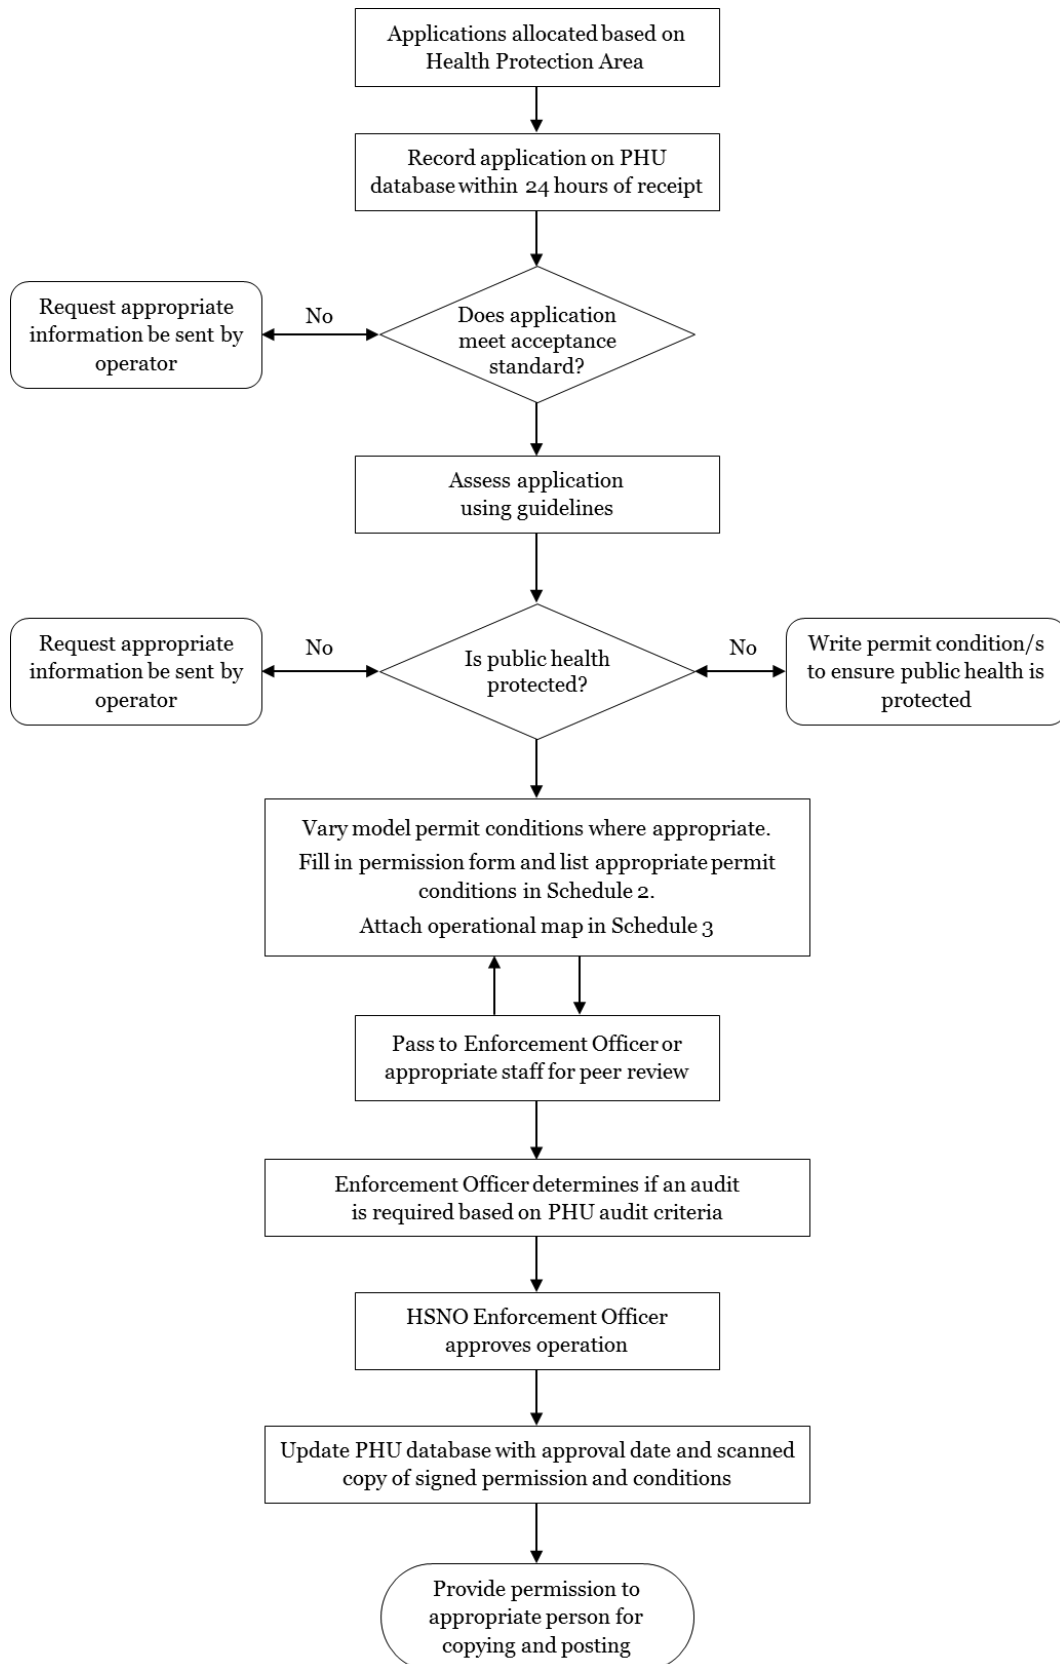 Applications allocated based on
Health Protection Area
Record application on PHU
database within 24 hours of receipt
Request appropriate
information be sent by
operator
No
Does application
meet acceptance
standard?
Assess application
using guidelines
Request appropriate
information be sent by
operator
No
Is public health
protected?
No
Write permit condition/s
to ensure public health is
protected
Vary model permit conditions where appropriate.
Fill in permission form and list appropriate permit
conditions in Schedule 2.
Attach operational map in Schedule 3
Pass to Enforcement Officer or
appropriate staff for peer review
Enforcement Officer determines if an audit
is required based on PHU audit criteria
HSNO Enforcement Officer
approves operation
Update PHU database with approval date and scanned
copy of signed permission and conditions
Provide permission to
appropriate person for
copying and posting